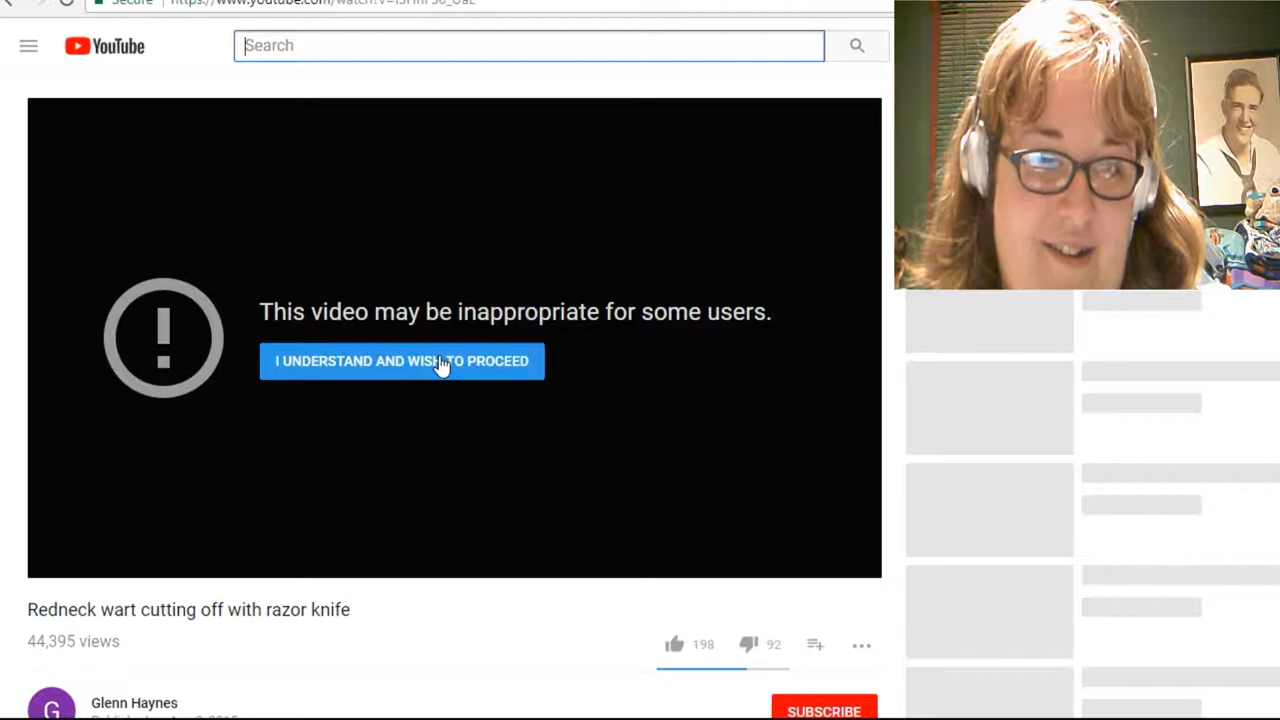 Secure
YouTube
Search
This video may be inappropriate for some users.
I UNDERSTAND AND WISH TO PROCEED
Redneck wart cutting off with razor knife
44,395 views
198
92
G
Glenn Haynes
SUBSCRIBE